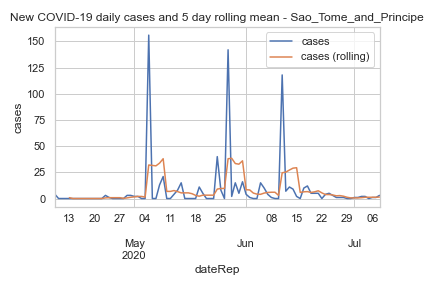 New COVID-19 daily cases and 5 day rolling mean - Sao_Tome_and_Principe
cases
cases (rolling)
150
125
100
75
50
25
0
cases
13 20 27 04 11 18 25 08 15 22 29 06
May Jun Jul
2020
dateRep